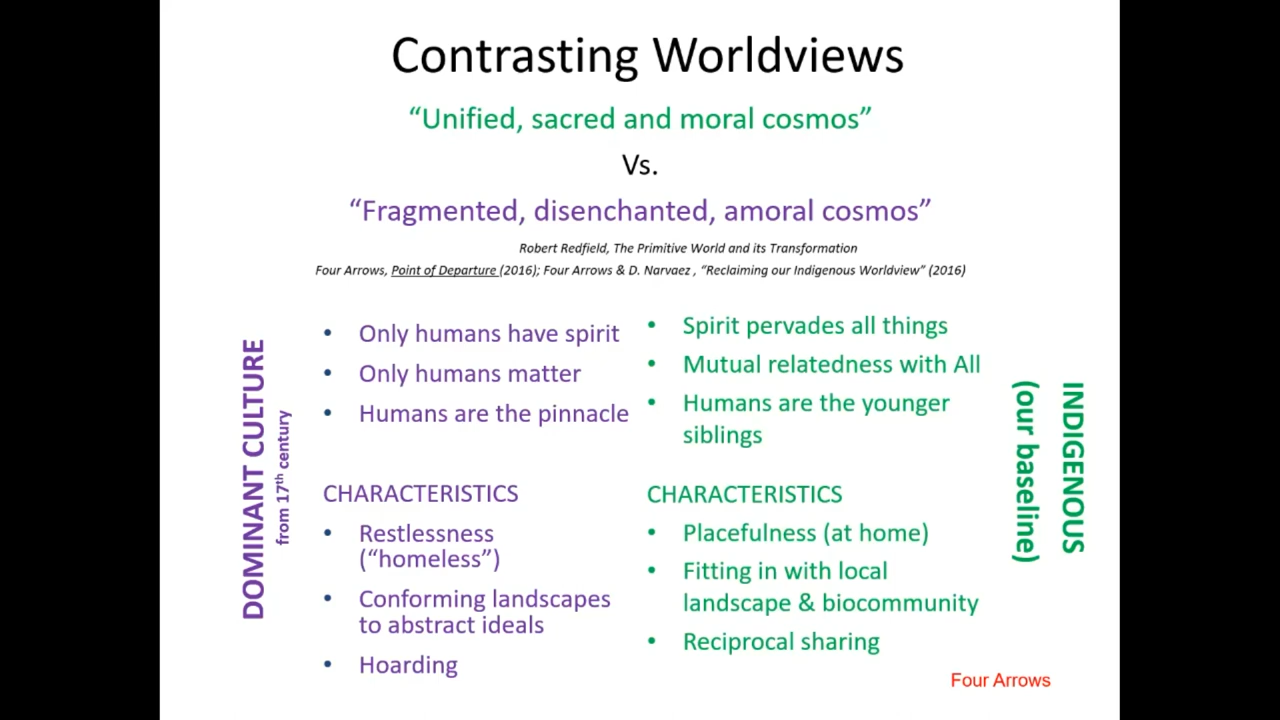 Contrasting Worldviews
“Unified, sacred and moral cosmos”
Vs.
“Fragmented, disenchanted, amoral cosmos”
Robert Redfield, The Primitive World and its Transformation
Four Arrows, Point of Departure (2016); Four Arrows & D. Narvaez , “Reclaiming our Indigenous Worldview” (2016)
DOMINANT CULTURE
from 17th century
• Only humans have spirit
• Only humans matter
• Humans are the pinnacle
CHARACTERISTICS
• Restlessness
(“homeless”)
• Conforming landscapes
to abstract ideals
• Hoarding
• Spirit pervades all things
• Mutual relatedness with All
• Humans are the younger
siblings
CHARACTERISTICS
• Placefulness (at home)
• Fitting in with local
landscape & biocommunity
• Reciprocal sharing
INDIGENOUS
(our baseline)
Four Arrows